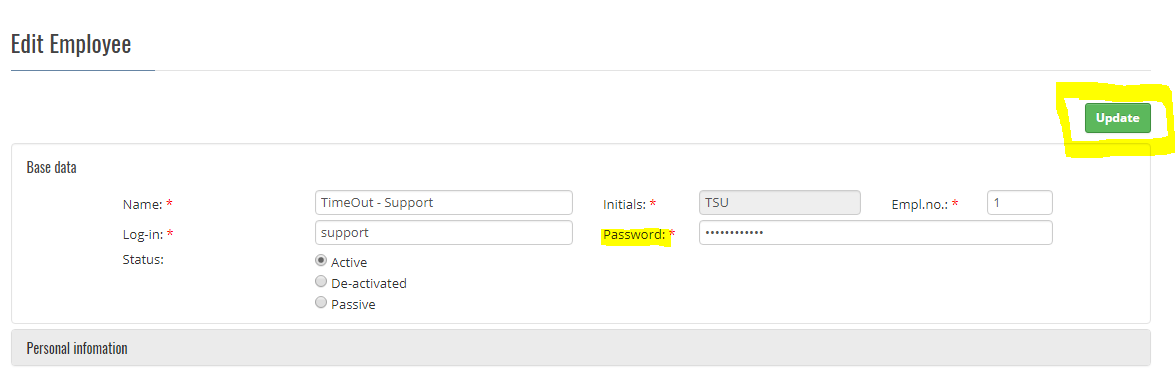 Edit Employee
Update
Base data
Name: * TimeOut - Support Initials: * TSU Empl.no.: * 1
Log-in: * support Password: * ••••••••••••
Status: Active
De-activated
Passive
Personal infomation